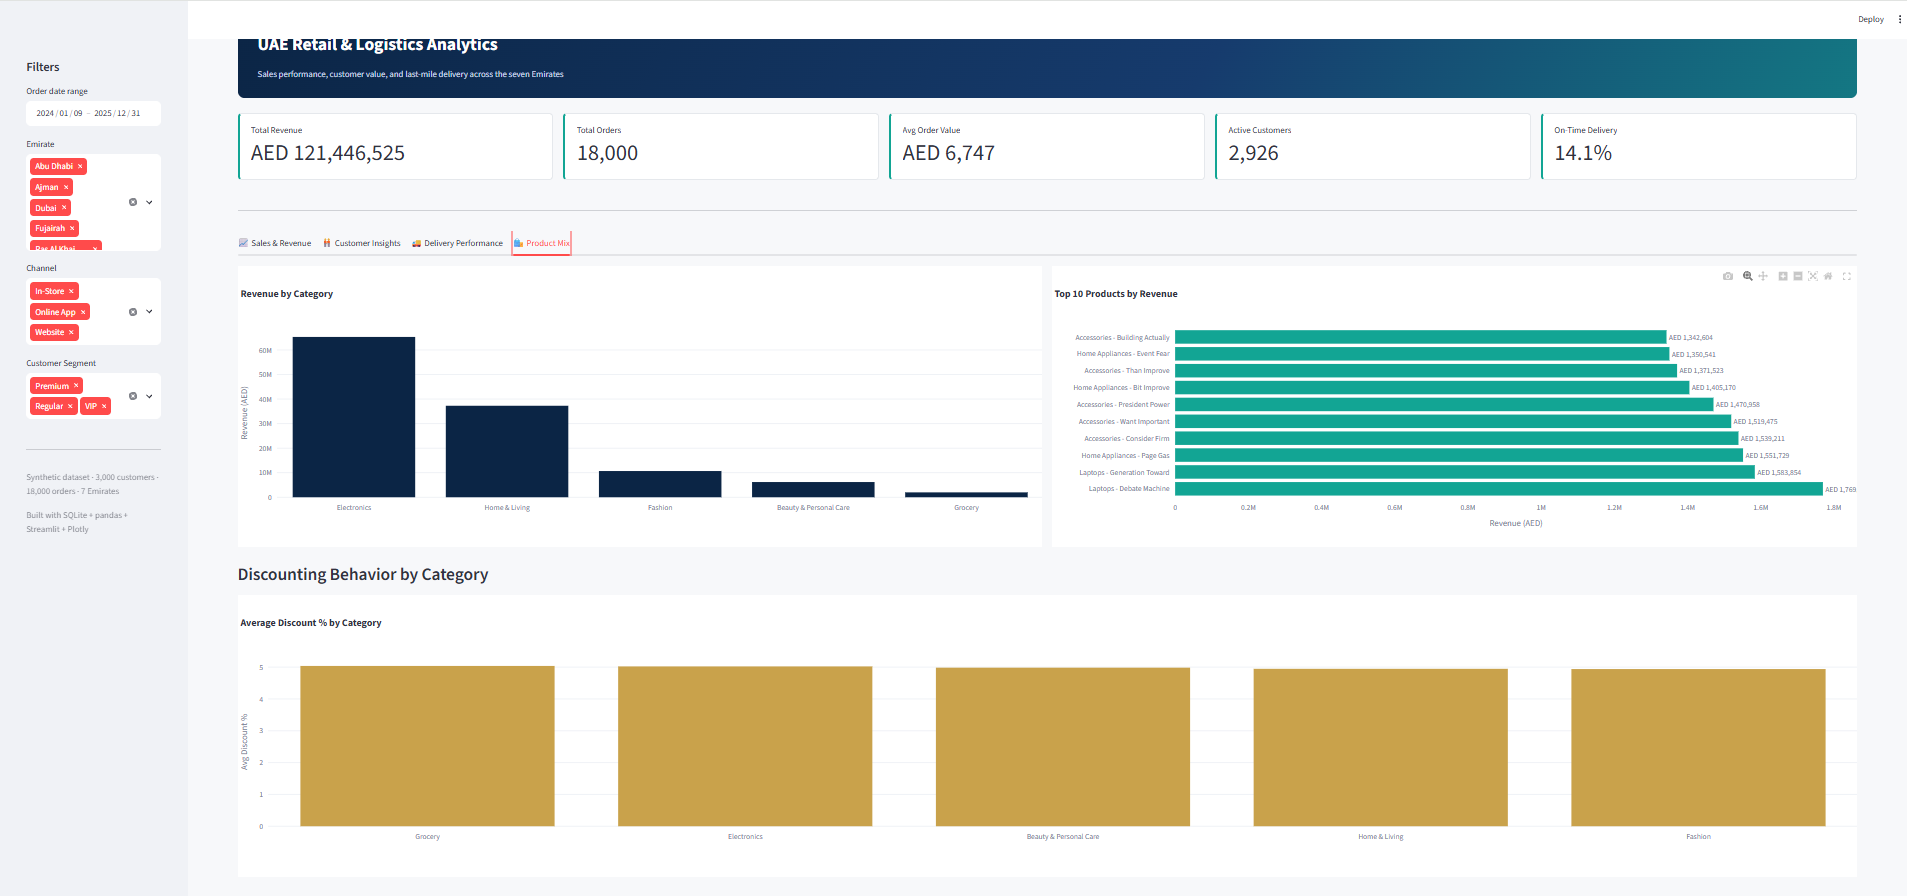 Deploy
UAE Retail & Logistics Analytics
Sales performance, customer value, and last-mile delivery across the seven Emirates
Filters
Order date range
2024/01/09 – 2025/12/31
Emirate
Abu Dhabi
Ajman
Dubai
Fujairah
Ras Al Khai...
Channel
In-Store
Online App
Website
Customer Segment
Premium
Regular VIP
Synthetic dataset · 3,000 customers ·
18,000 orders · 7 Emirates
Built with SQLite + pandas +
Streamlit + Plotly
Total Revenue
AED 121,446,525
Total Orders
18,000
Avg Order Value
AED 6,747
Active Customers
2,926
On-Time Delivery
14.1%
Sales & Revenue Customer Insights Delivery Performance Product Mix
Revenue by Category
Revenue (AED)
60M
50M
40M
30M
20M
10M
0
Electronics Home & Living Fashion Beauty & Personal Care Grocery
Top 10 Products by Revenue
Accessories - Building Actually AED 1,342,604
Home Appliances - Event Fear AED 1,350,541
Accessories - Than Improve AED 1,371,523
Home Appliances - Bit Improve AED 1,405,170
Accessories - President Power AED 1,470,958
Accessories - Want Important AED 1,519,475
Accessories - Consider Firm AED 1,539,211
Home Appliances - Page Gas AED 1,551,729
Laptops - Generation Toward AED 1,583,854
Laptops - Debate Machine AED 1,769
0 0.2M 0.4M 0.6M 0.8M 1M 1.2M 1.4M 1.6M 1.8M
Revenue (AED)
Discounting Behavior by Category
Average Discount % by Category
Avg Discount %
5
4
3
2
1
0
Grocery Electronics Beauty & Personal Care Home & Living Fashion